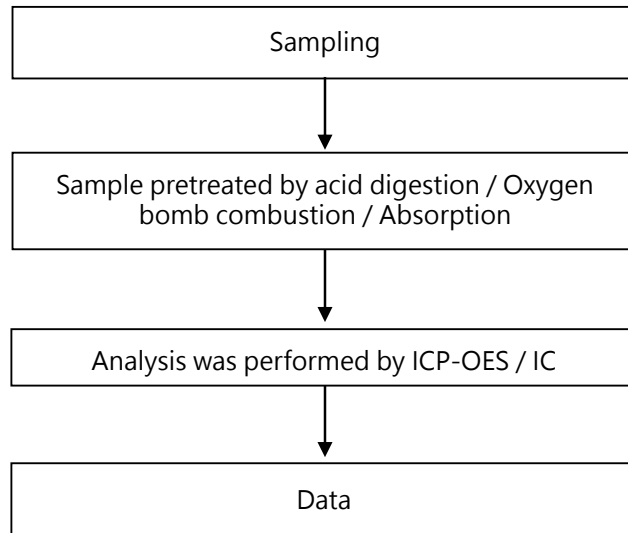 Sampling
Sample pretreated by acid digestion / Oxygen
bomb combustion / Absorption
Analysis was performed by ICP-OES / IC
Data